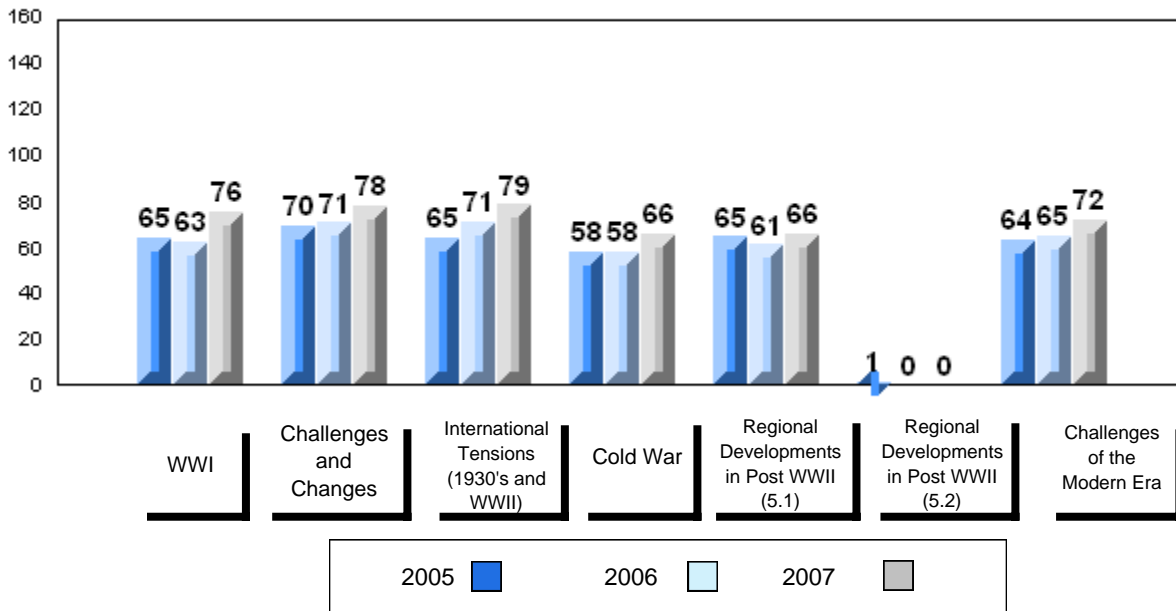 160
140
120
100
80
60
40
20
0
65 63 76
70 71 78
65 71 79
58 58 66
65 61 66
1 0 0
64 65 72
WWI
Challenges
and
Changes
International
Tensions
(1930's and
WWII)
Cold War
Regional
Developments
in Post WWII
(5.1)
Regional
Developments
in Post WWII
(5.2)
Challenges
of the
Modern Era
2005 2006 2007